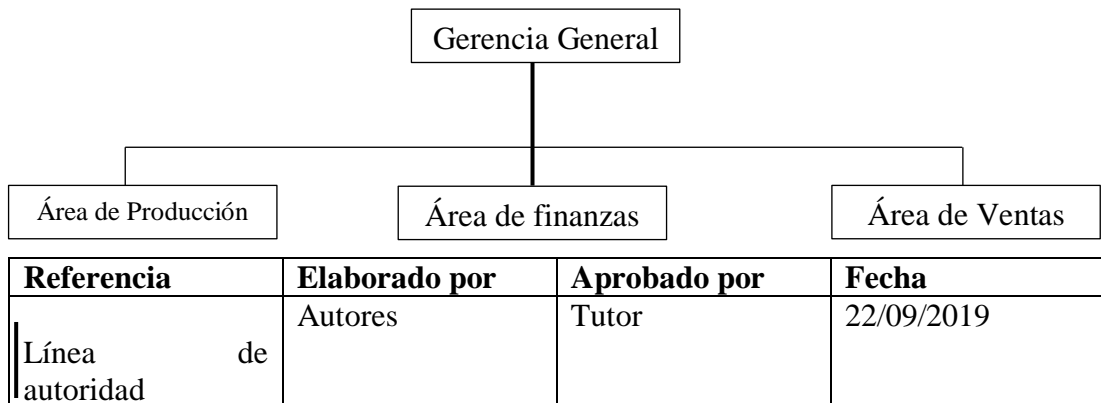 Gerencia General
Área de Producción
Área de finanzas
Área de Ventas
Referencia
Elaborado por
Aprobado por
Fecha
Línea de
autoridad
Autores
Tutor
22/09/2019